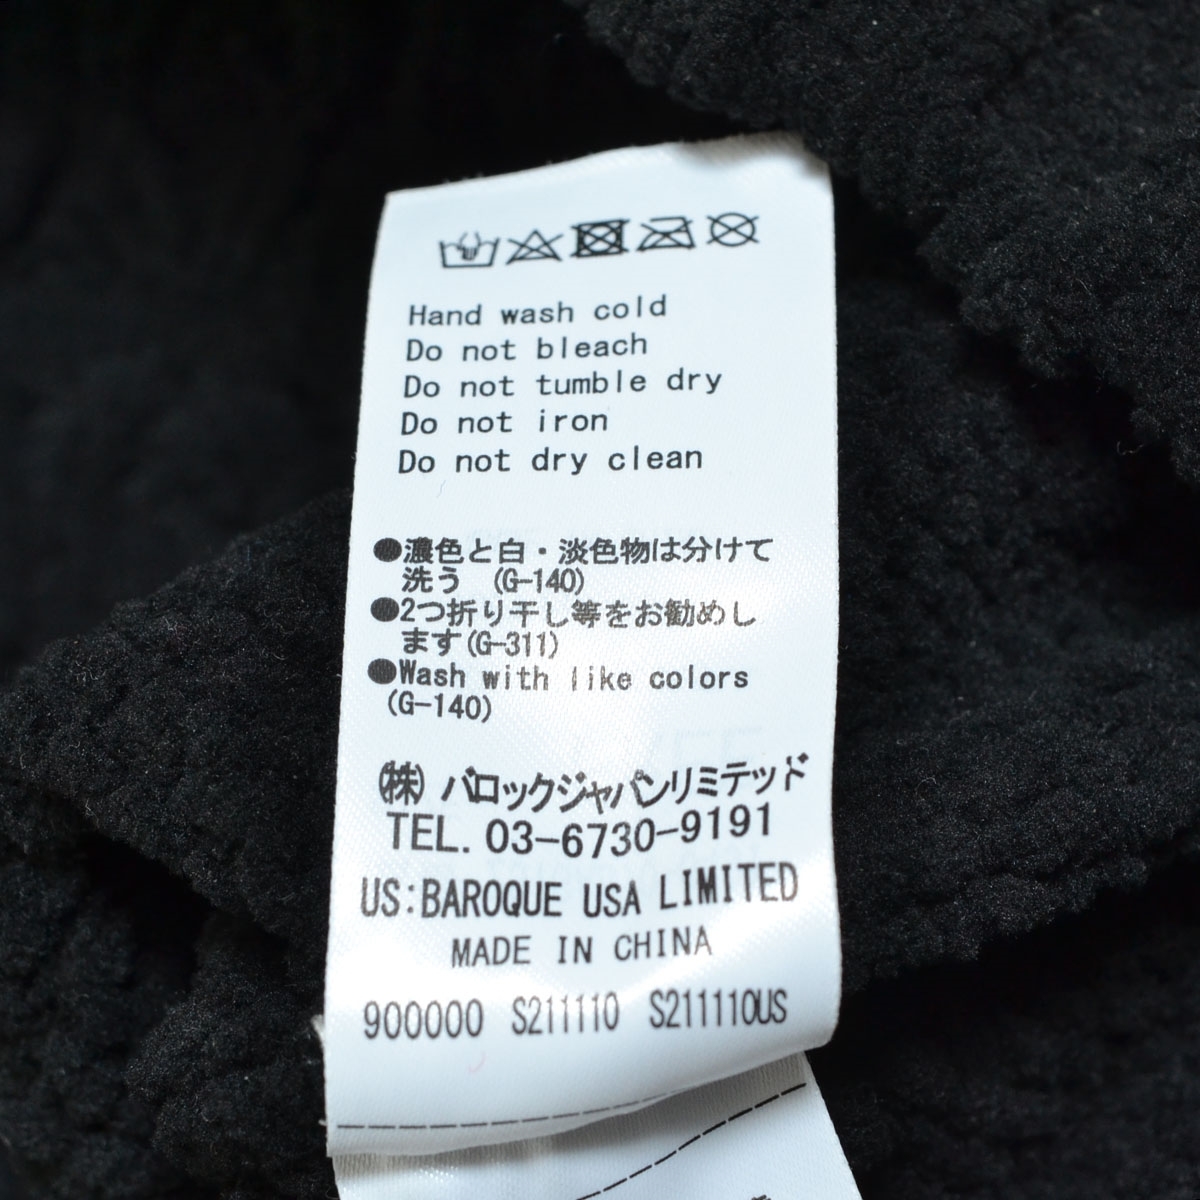 Hand wash cold
Do not bleach
Do not tumble dry
Do not iron
Do not dry clean
●濃色と白・淡色物は分けて
洗う (G-140)
●2つ折り干し等をお勧めし
ます(G-311)
●Wash with like colors
(G-140)
(株) バロックジャパンリミテッド
TEL. 03-6730-9191
US:BAROQUE USA LIMITED
MADE IN CHINA
900000 S211110 S211110US